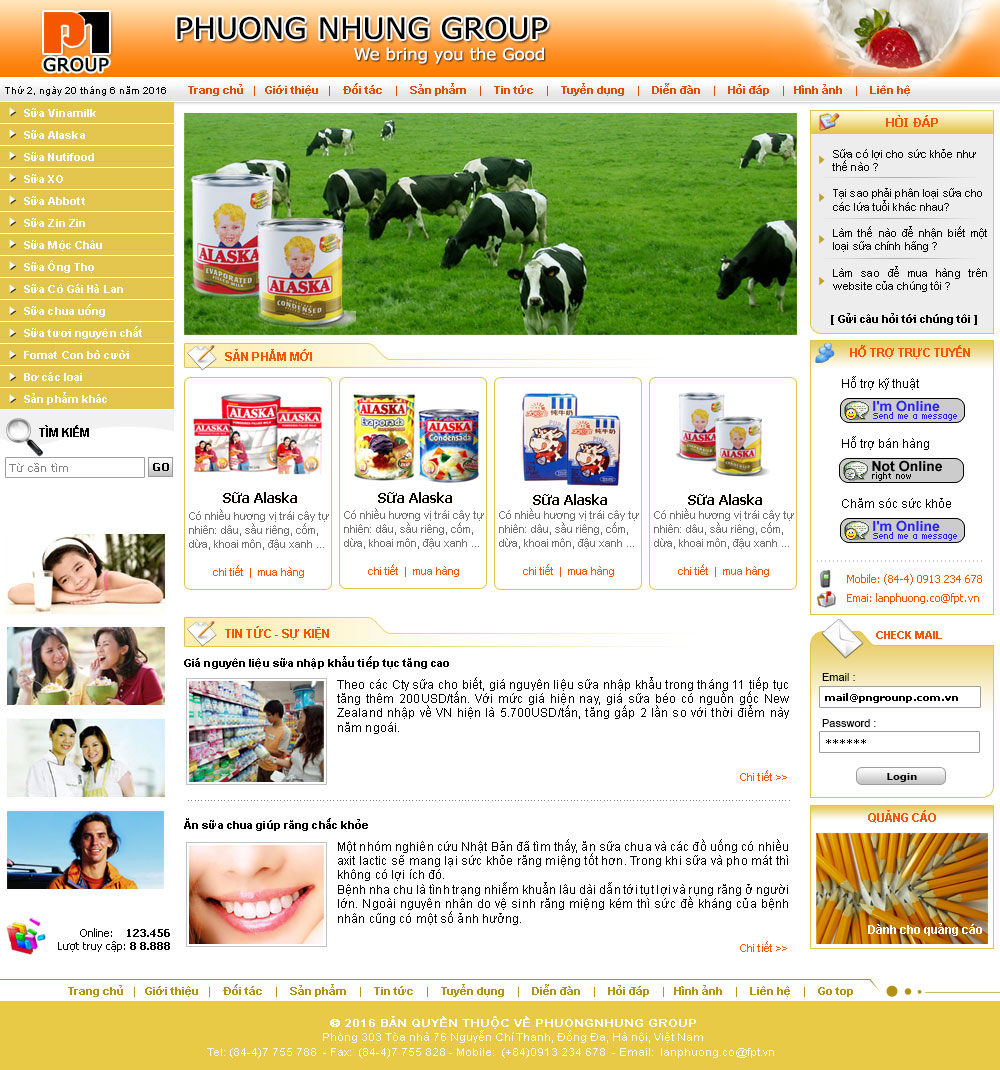 P1
GROUP
PHUONG NHUNG GROUP
We bring you the Good
Thứ 2, ngày 20 tháng 6 năm 2016
Trang chủ | Giới thiệu | Đối tác | Sản phẩm | Tin tức | Tuyển dụng | Diễn đàn | Hỏi đáp | Hình ảnh | Liên hệ
Sữa Vinamilk
Sữa Alaska
Sữa Nutifood
Sữa XO
Sữa Abbott
Sữa Zin Zin
Sữa Mộc Châu
Sữa Ông Thọ
Sữa Cô Gái Hà Lan
Sữa chua uống
Sữa tươi nguyên chất
Fomat Con bò cười
Bơ các loại
Sản phẩm khác
TÌM KIẾM
Từ cần tìm
GO
Online: 123.456
Lượt truy cập: 8 8.888
ALASKA
EVAPORATED
FILLED MILK
ALASKA
CONDENSED
SẢN PHẨM MỚI
ALASKA
ALASKA
ALASKA
Sữa Alaska
Có nhiều hương vị trái cây tự
nhiên: dâu, sầu riêng, cốm,
dừa, khoai môn, đậu xanh ...
chi tiết | mua hàng
ALASKA
Evaporada
ALASKA
Condensada
Sữa Alaska
Có nhiều hương vị trái cây tự
nhiên: dâu, sầu riêng, cốm,
dừa, khoai môn, đậu xanh ...
chi tiết | mua hàng
纯牛奶
纯牛奶
Sữa Alaska
Có nhiều hương vị trái cây tự
nhiên: dâu, sầu riêng, cốm,
dừa, khoai môn, đậu xanh ...
chi tiết | mua hàng
ALASKA
ALASKA
Sữa Alaska
Có nhiều hương vị trái cây tự
nhiên: dâu, sầu riêng, cốm,
dừa, khoai môn, đậu xanh ...
chi tiết | mua hàng
TIN TỨC - SỰ KIỆN
Giá nguyên liệu sữa nhập khẩu tiếp tục tăng cao
Theo các Cty sữa cho biết, giá nguyên liệu sữa nhập khẩu trong tháng 11 tiếp tục
tăng thêm 200USD/tấn. Với mức giá hiện nay, giá sữa béo có nguồn gốc New
Zealand nhập về VN hiện là 5.700USD/tấn, tăng gấp 2 lần so với thời điểm này
năm ngoái.
Chi tiết >>
Ăn sữa chua giúp răng chắc khỏe
Một nhóm nghiên cứu Nhật Bản đã tìm thấy, ăn sữa chua và các đồ uống có nhiều
axit lactic sẽ mang lại sức khỏe răng miệng tốt hơn. Trong khi sữa và pho mát thì
không có lợi ích đó.
Bệnh nha chu là tình trạng nhiễm khuẩn lâu dài dẫn tới tụt lợi và rụng răng ở người
lớn. Ngoài nguyên nhân do vệ sinh răng miệng kém thì sức đề kháng của bệnh
nhân cũng có một số ảnh hưởng.
Chi tiết >>
HỎI ĐÁP
Sữa có lợi cho sức khỏe như
thế nào ?
Tại sao phải phân loại sữa cho
các lứa tuổi khác nhau?
Làm thế nào để nhận biết một
loại sữa chính hãng ?
Làm sao để mua hàng trên
website của chúng tôi ?
[ Gửi câu hỏi tới chúng tôi ]
HỖ TRỢ TRỰC TUYẾN
Hỗ trợ kỹ thuật
I'm Online
Send me a message
Hỗ trợ bán hàng
Not Online
right now
Chăm sóc sức khỏe
I'm Online
Send me a message
Mobile: (84-4) 0913 234 678
Emai: lanphuong.co@fpt.vn
CHECK MAIL
Email :
mail@pngrounp.com.vn
Password :
******
Login
QUẢNG CÁO
Dành cho quảng cáo
Trang chủ | Giới thiệu | Đối tác | Sản phẩm | Tin tức | Tuyển dụng | Diễn đàn | Hỏi đáp | Hình ảnh | Liên hệ | Go top
© 2016 BẢN QUYỀN THUỘC VỀ PHUONGNHUNG GROUP
Phòng 303 Tòa nhà 76 Nguyễn Chí Thanh, Đống Đa, Hà nội, Việt Nam
Tel: (84-4)7 755 788 - Fax: (84-4)7 755 828 - Mobile: (+84)0913 234 678 - Email: lanphuong.co@fpt.vn